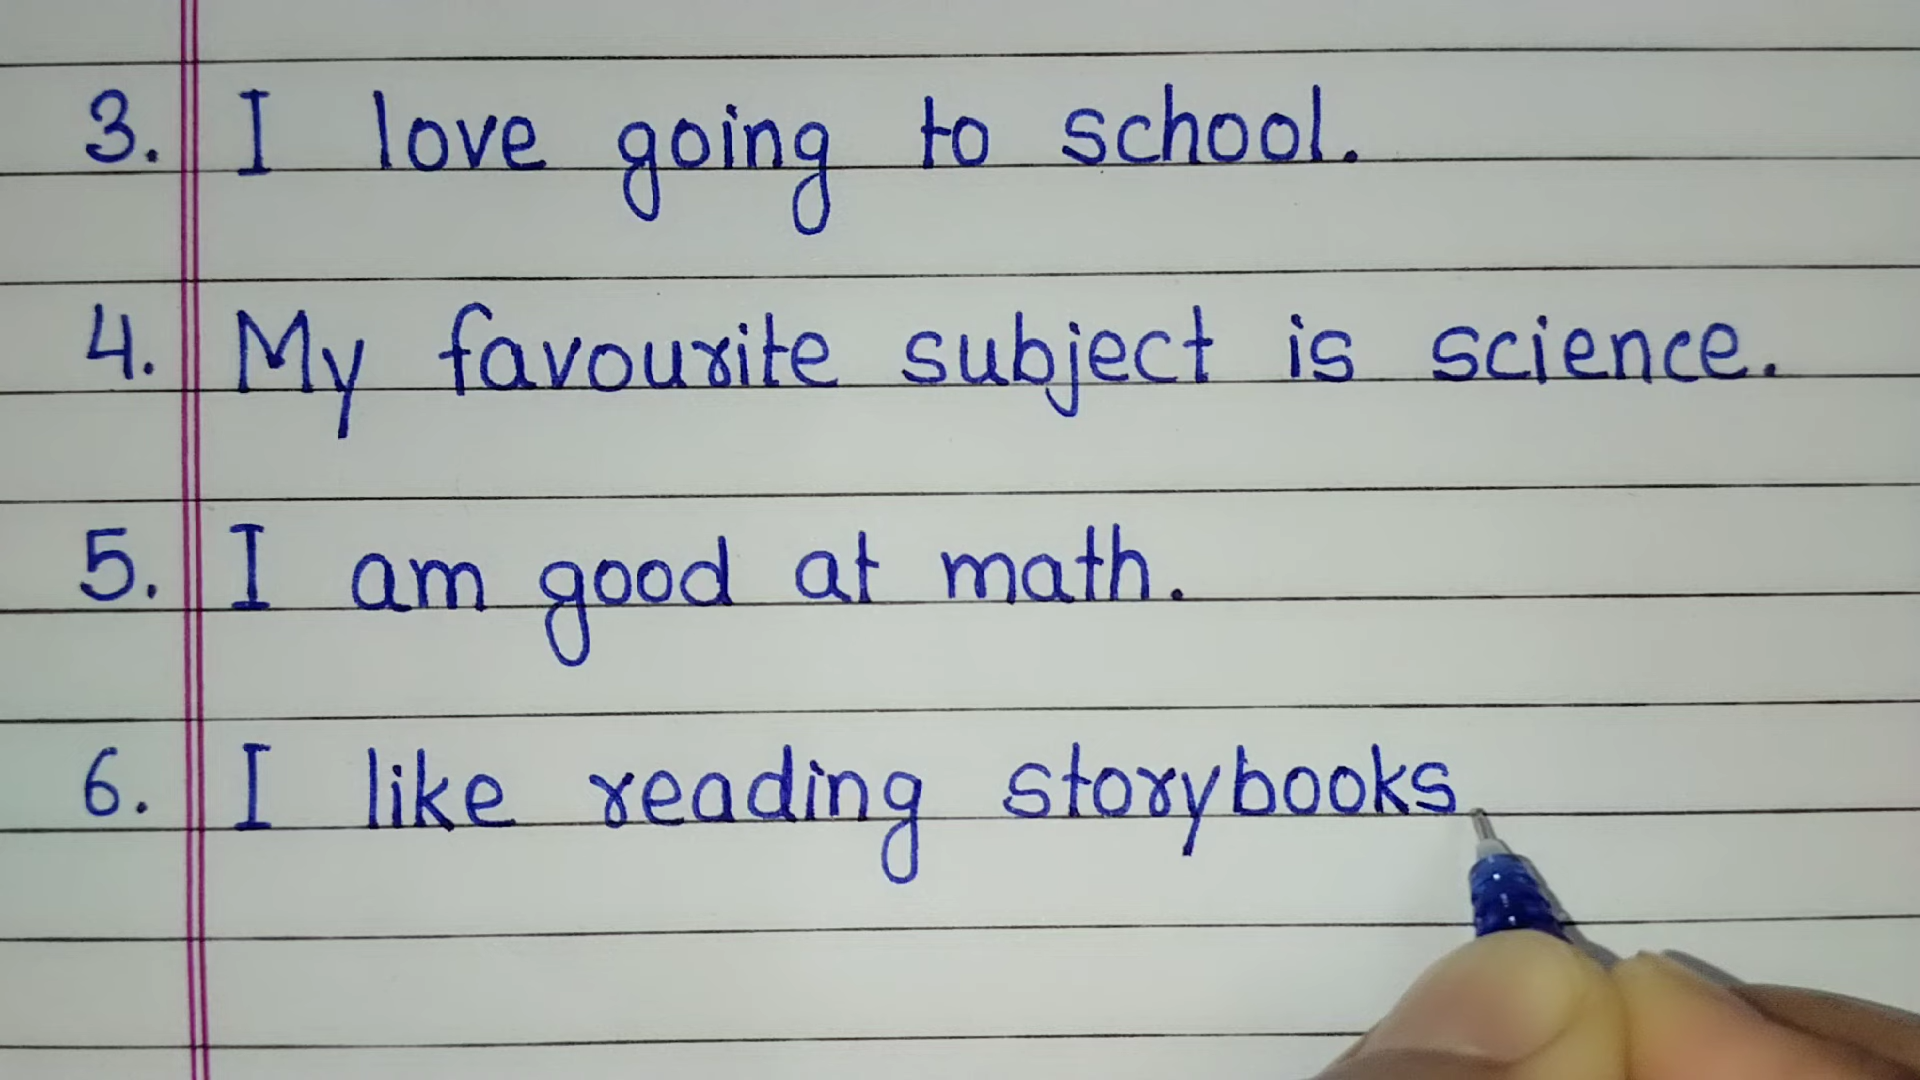 3. I love going to school.
4. My favourite subject is science.
5. I am good at math.
6. I like reading storybooks.